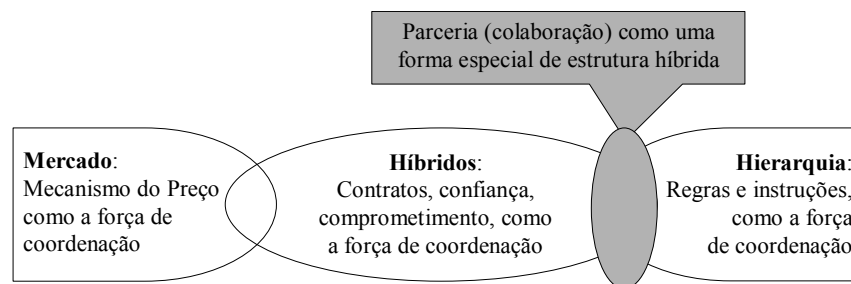 Parceria (colaboração) como uma
forma especial de estrutura híbrida
Mercado:
Mecanismo do Preço
como a força de
coordenação
Híbridos:
Contratos, confiança,
comprometimento, como
a força de coordenação
Hierarquia:
Regras e instruções,
como a força
de coordenação